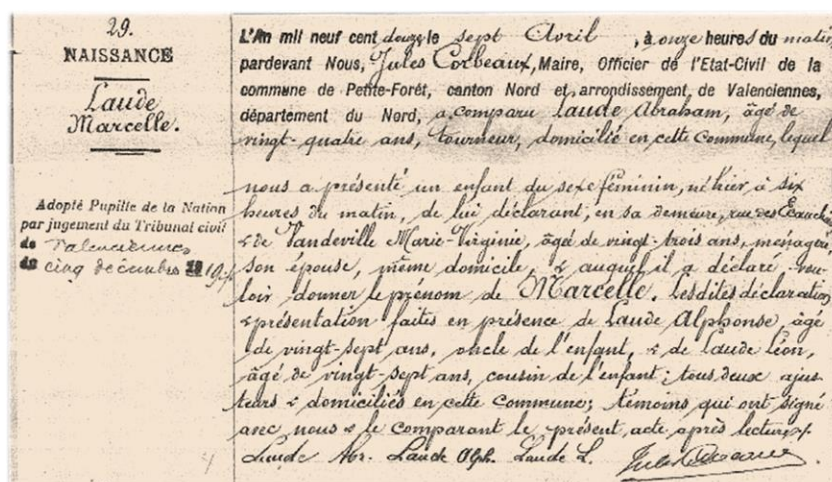 29.
NAISSANCE
Laude
Marcelle.
Adopté Pupille de la Nation
par jugement du Tribunal civil
de Valenciennes
du cinq décembre 19
L'An mil neuf cent douze le sept Avril, à onze heures du matin
pardevant Nous, Jules Corbeaux, Maire, Officier de l'Etat-Civil de la
commune de Petite-Forêt, canton Nord et arrondissement de Valenciennes,
département du Nord, a comparu Laude Abraham, âgé de
vingt-quatre ans, tourneur, domicilié en cette Commune, lequel
nous a présenté un enfant du sexe féminin, né hier, à six
heures du matin, de lui déclarant, en sa demeure, rue des
& de Vandeville Marie-Virginie, âgée de vingt-trois ans, ménagère
son épouse, même domicile, & auquel il a déclaré vou-
loir donner le prénom de Marcelle. Lesdites déclaration
& présentation faites en présence de Laude Alphonse, âgé
de vingt-sept ans, oncle de l'enfant, & de Laude Léon,
âgé de vingt-sept ans, cousin de l'enfant; tous deux ajus-
teurs & domiciliés en cette commune; témoins qui ont signé
avec nous & le comparant le présent acte après lecture.
Laude Abr. Laude Alph. Laude L. Jules Corbeaux